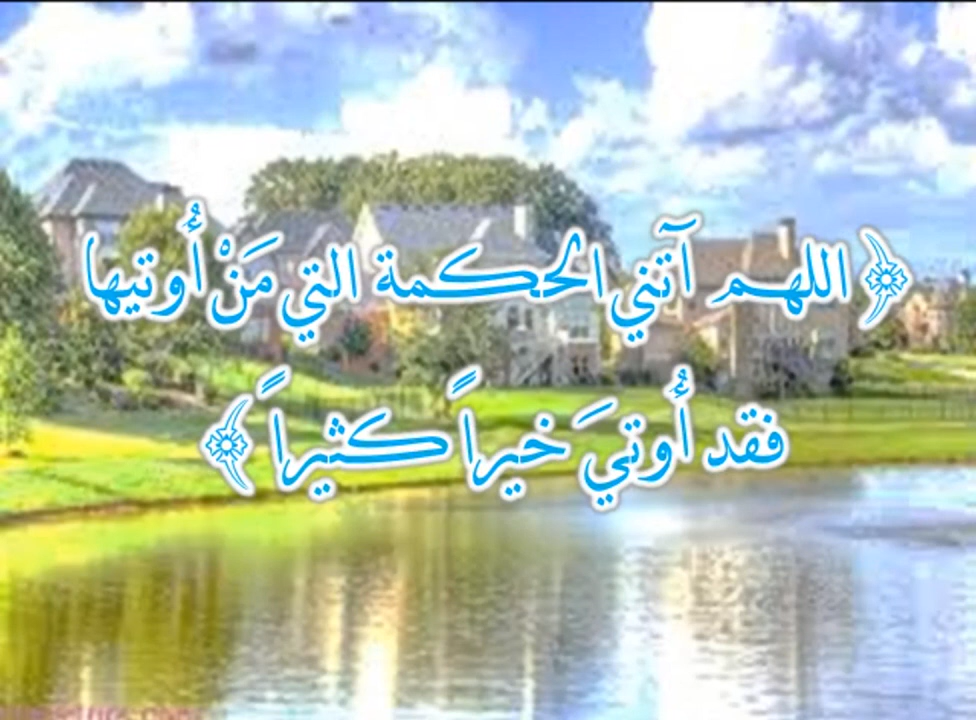 ﴿ اللهم آتني الحكمة التي مَنْ أُوتيها
فقد أُوتيَ خيراً كثيراً ﴾